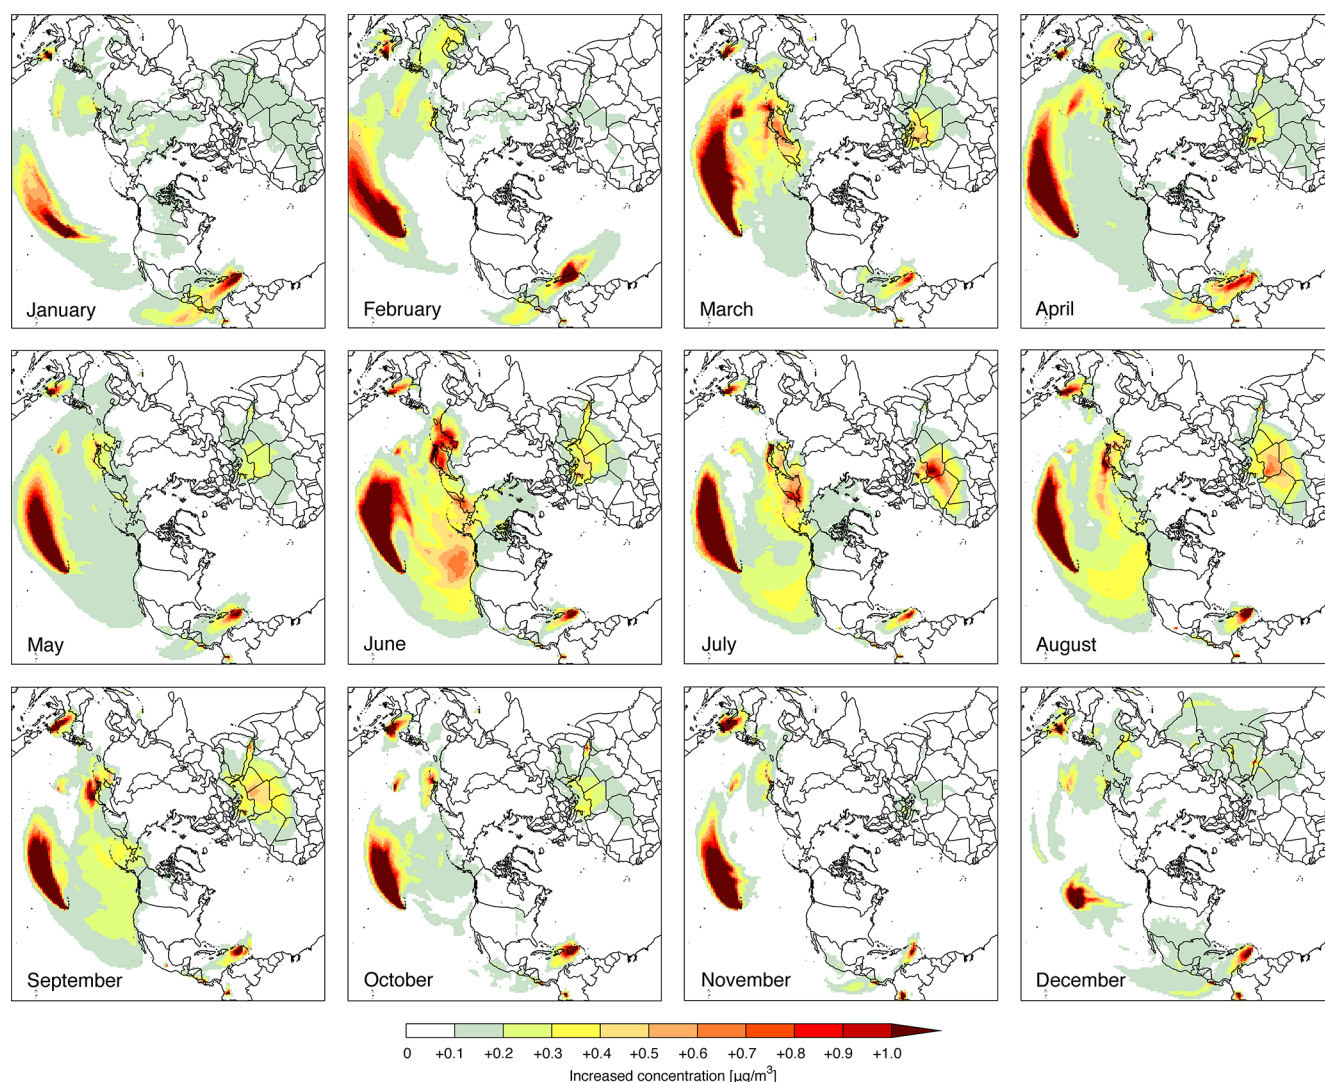 January
February
March
April
May
June
July
August
September
October
November
December
0 +0.1 +0.2 +0.3 +0.4 +0.5 +0.6 +0.7 +0.8 +0.9 +1.0
Increased concentration [µg/m³]